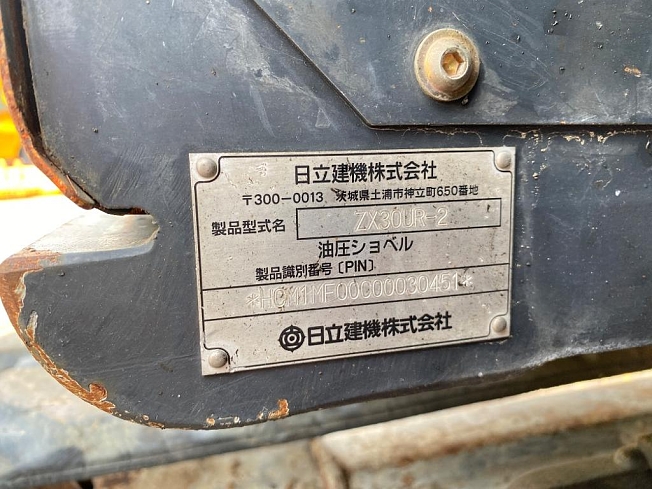 日立建機株式会社
〒300-0013 茨城県土浦市神立町650番地
製品型式名 ZX30UR-2
油圧ショベル
製品識別番号〔PIN〕
*HCM1MF00C00030451*
日立建機株式会社